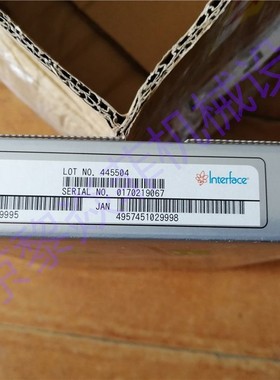 LOT NO. 445504
Interface
SERIAL NO. 0170219067
9995
JAN 4957451029998